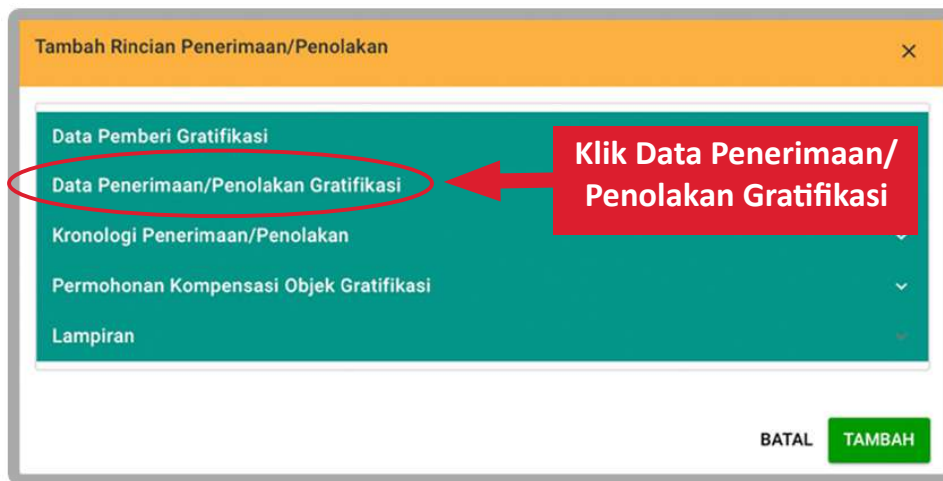 Tambah Rincian Penerimaan/Penolakan
Data Pemberi Gratifikasi
Data Penerimaan/Penolakan Gratifikasi
Klik Data Penerimaan/
Penolakan Gratifikasi
Kronologi Penerimaan/Penolakan
Permohonan Kompensasi Objek Gratifikasi
Lampiran
BATAL TAMBAH